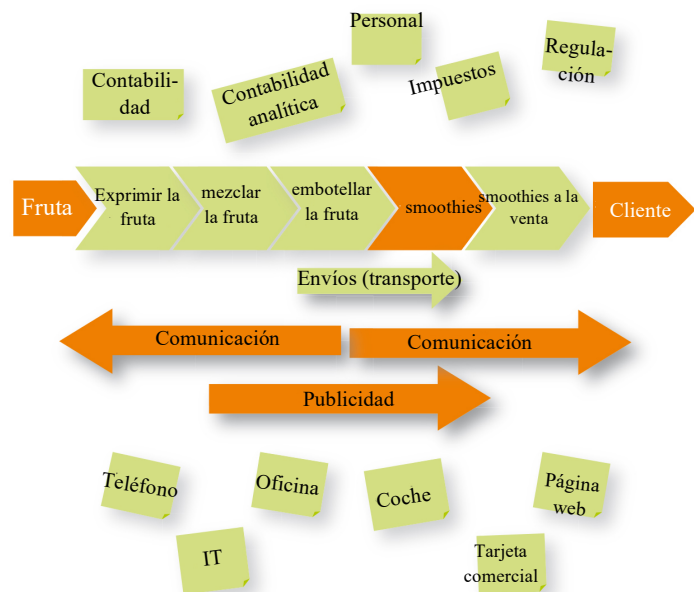 Personal
Regula-
ción
Contabili-
dad
Contabilidad
analítica
Impuestos
Fruta
Exprimir la
fruta
mezclar
la fruta
embotellar
la fruta
smoothies
smoothies a la
venta
Cliente
Envíos (transporte)
Comunicación
Comunicación
Publicidad
Teléfono
Oficina
Coche
Página
web
IT
Tarjeta
comercial